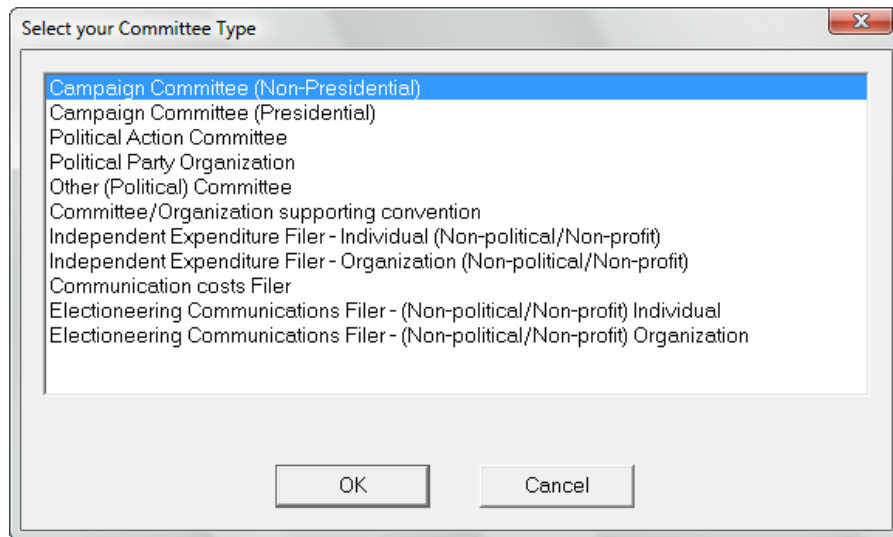 Select your Committee Type
Campaign Committee (Non-Presidential)
Campaign Committee (Presidential)
Political Action Committee
Political Party Organization
Other (Political) Committee
Committee/Organization supporting convention
Independent Expenditure Filer - Individual (Non-political/Non-profit)
Independent Expenditure Filer - Organization (Non-political/Non-profit)
Communication costs Filer
Electioneering Communications Filer - (Non-political/Non-profit) Individual
Electioneering Communications Filer - (Non-political/Non-profit) Organization
OK Cancel